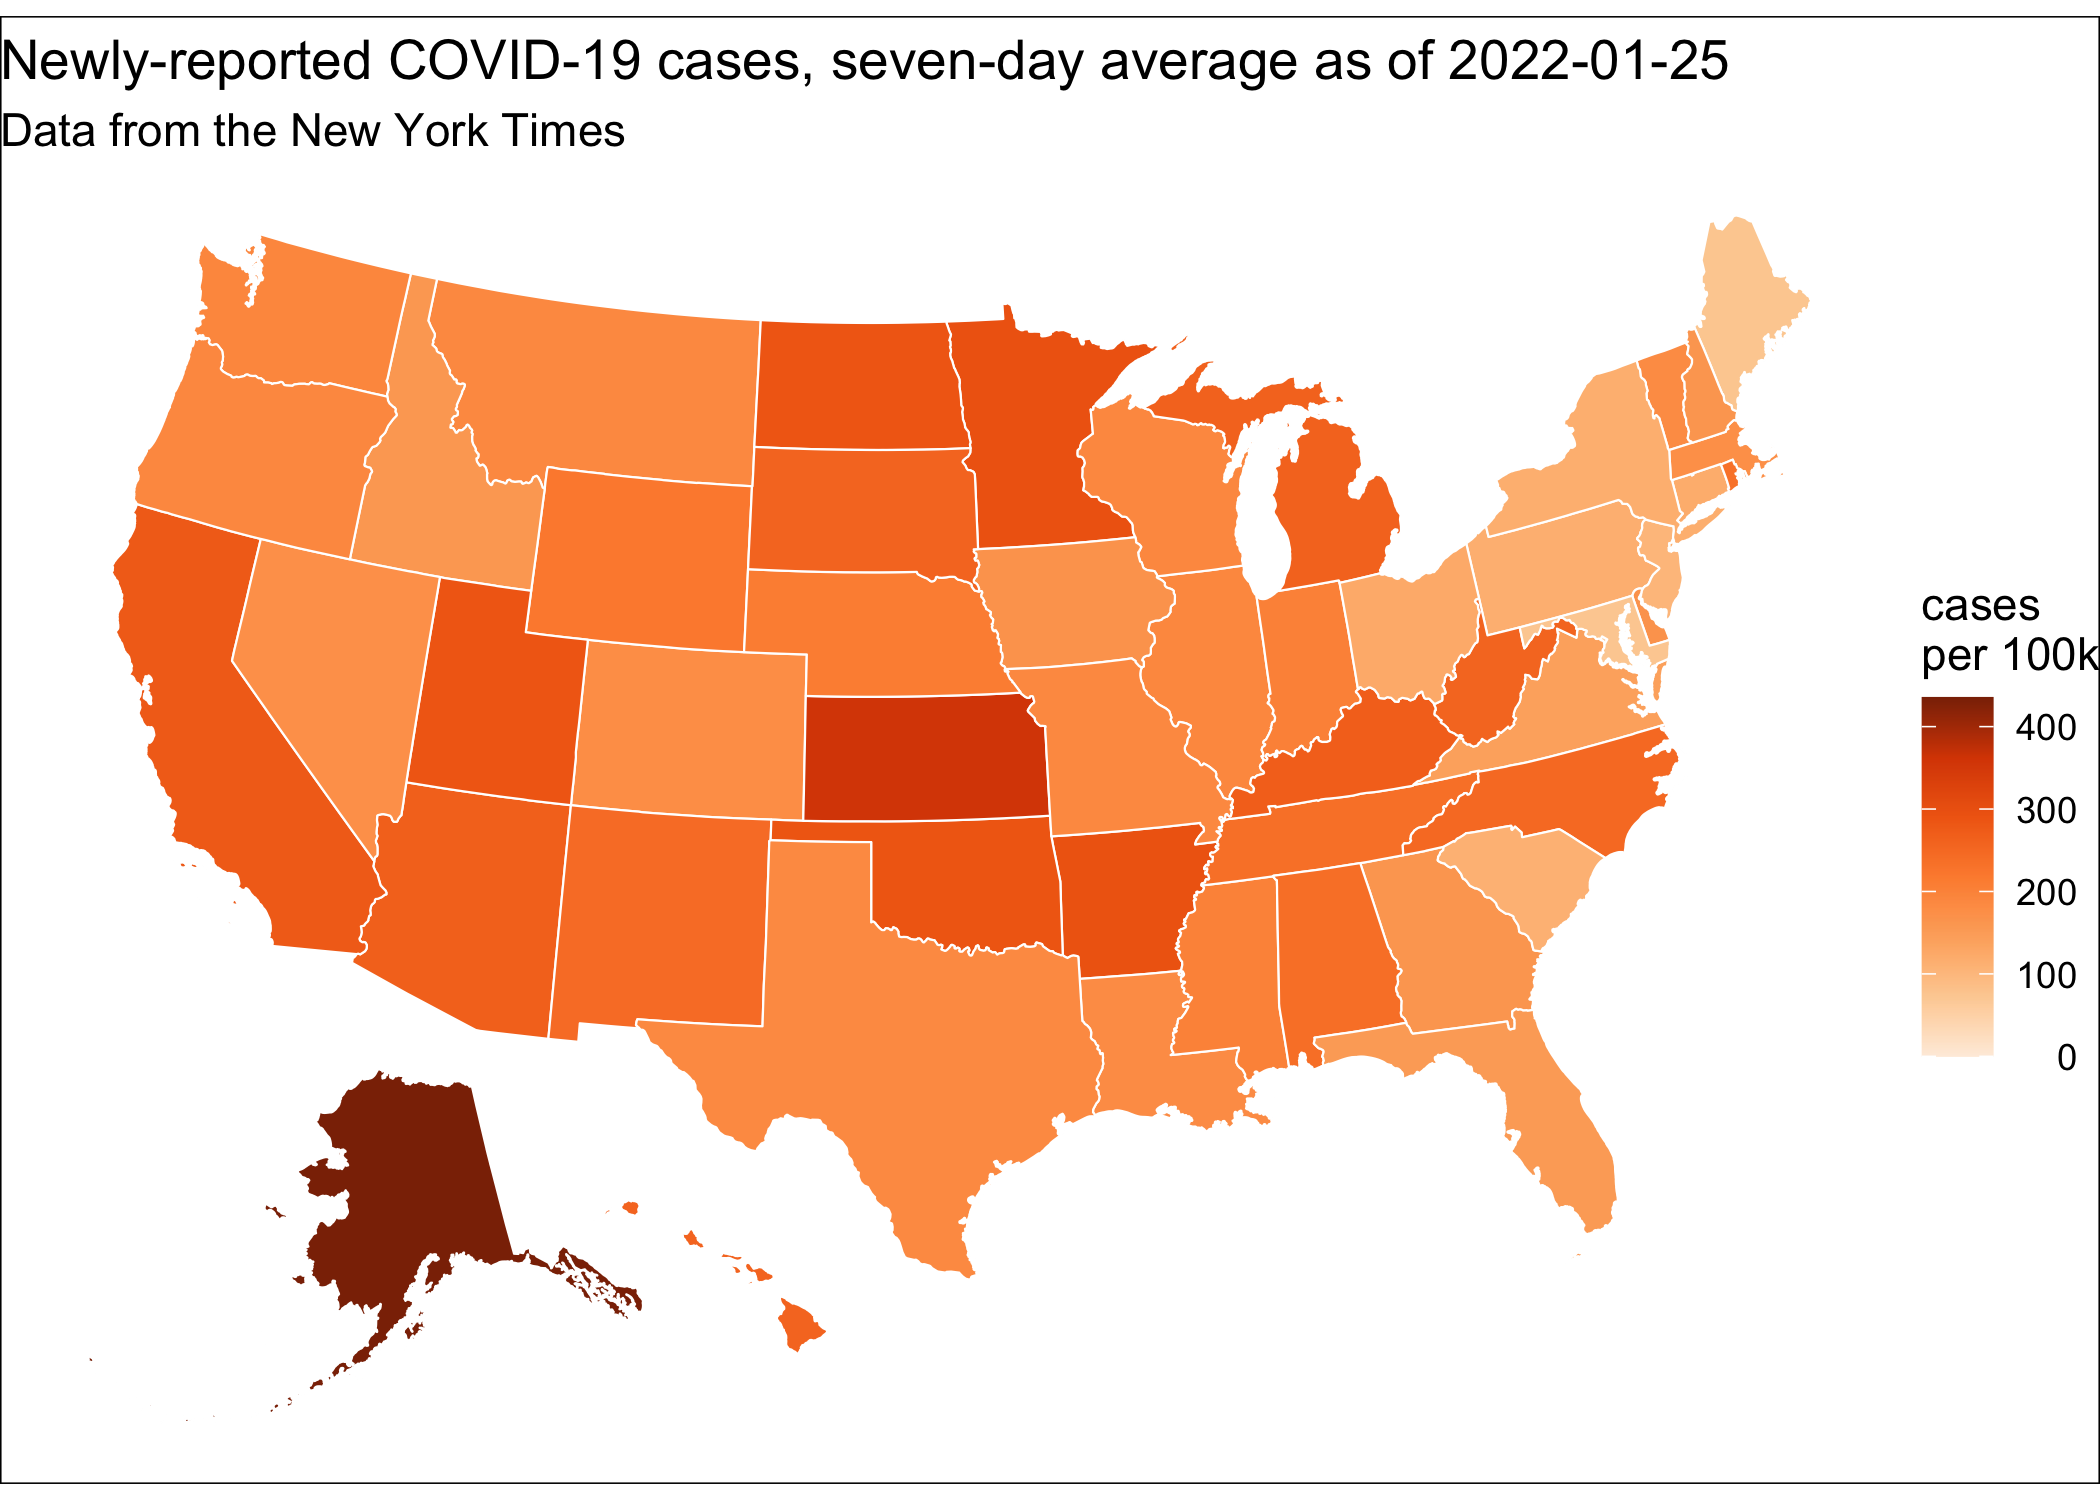 Newly-reported COVID-19 cases, seven-day average as of 2022-01-25
Data from the New York Times
cases
per 100k
400
300
200
100
0